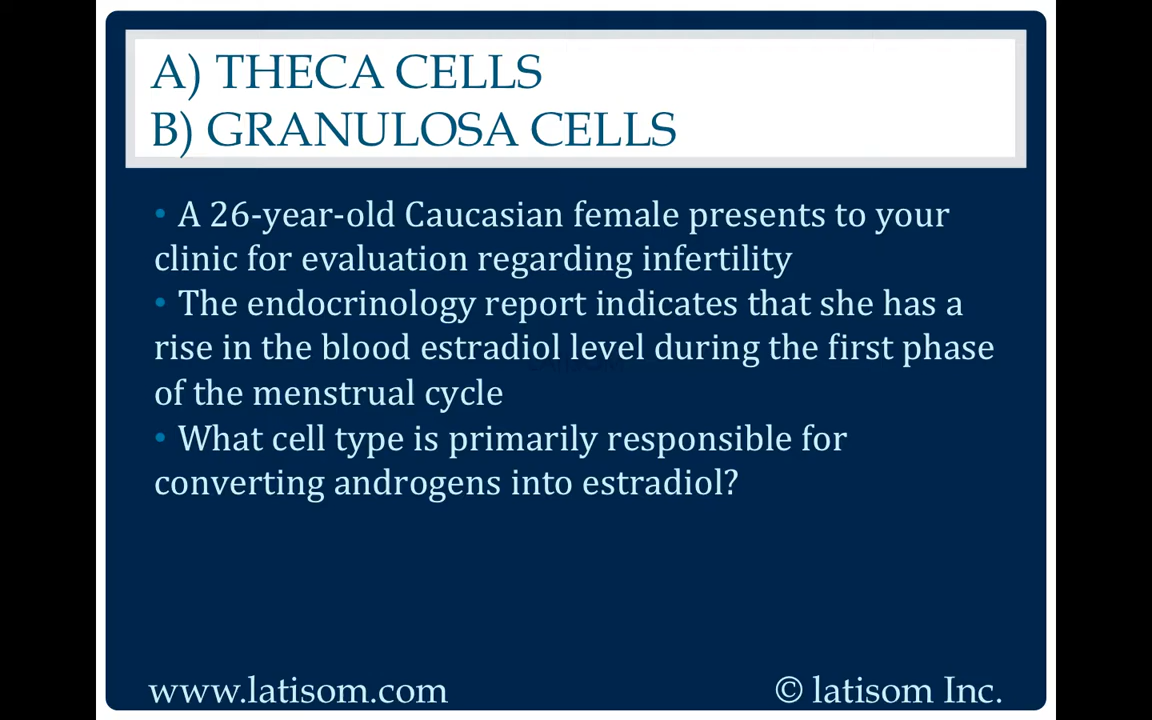 A) THECA CELLS
B) GRANULOSA CELLS
• A 26-year-old Caucasian female presents to your
clinic for evaluation regarding infertility
• The endocrinology report indicates that she has a
rise in the blood estradiol level during the first phase
of the menstrual cycle
• What cell type is primarily responsible for
converting androgens into estradiol?
www.latisom.com
© latisom Inc.